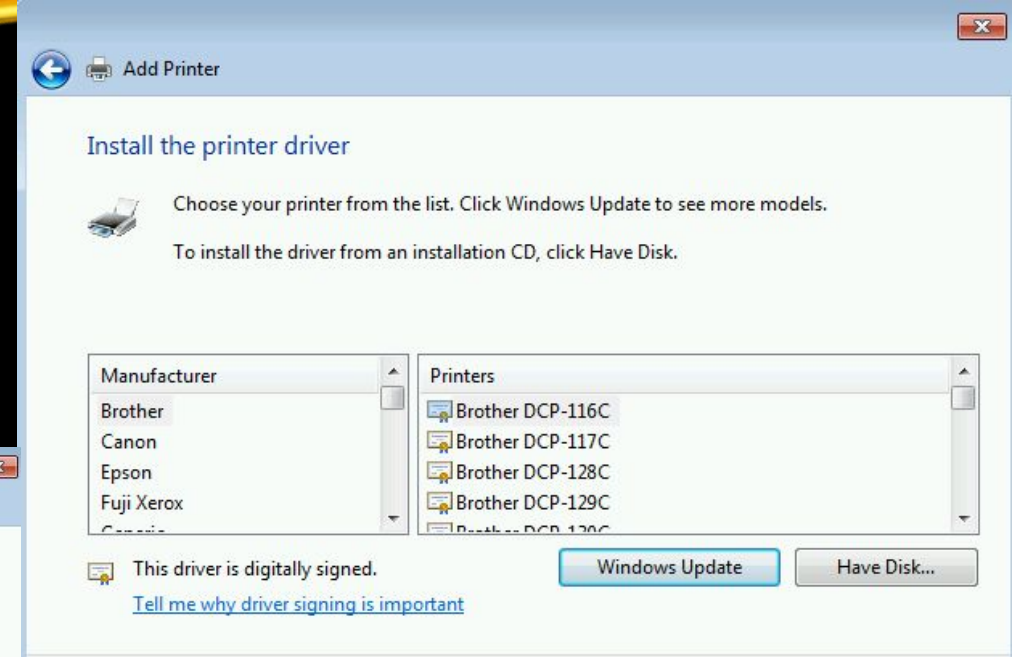 Add Printer
Install the printer driver
Choose your printer from the list. Click Windows Update to see more models.
To install the driver from an installation CD, click Have Disk.
Manufacturer
Brother
Canon
Epson
Fuji Xerox
Printers
Brother DCP-116C
Brother DCP-117C
Brother DCP-128C
Brother DCP-129C
This driver is digitally signed.
Tell me why driver signing is important
Windows Update
Have Disk...